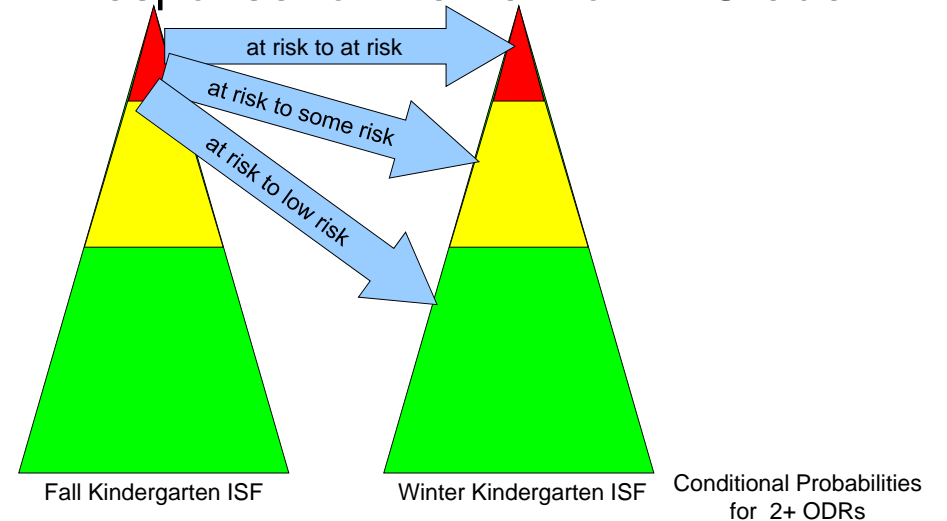 at risk to at risk
at risk to some risk
at risk to low risk
Fall Kindergarten ISF
Winter Kindergarten ISF
Conditional Probabilities
for 2+ ODRs